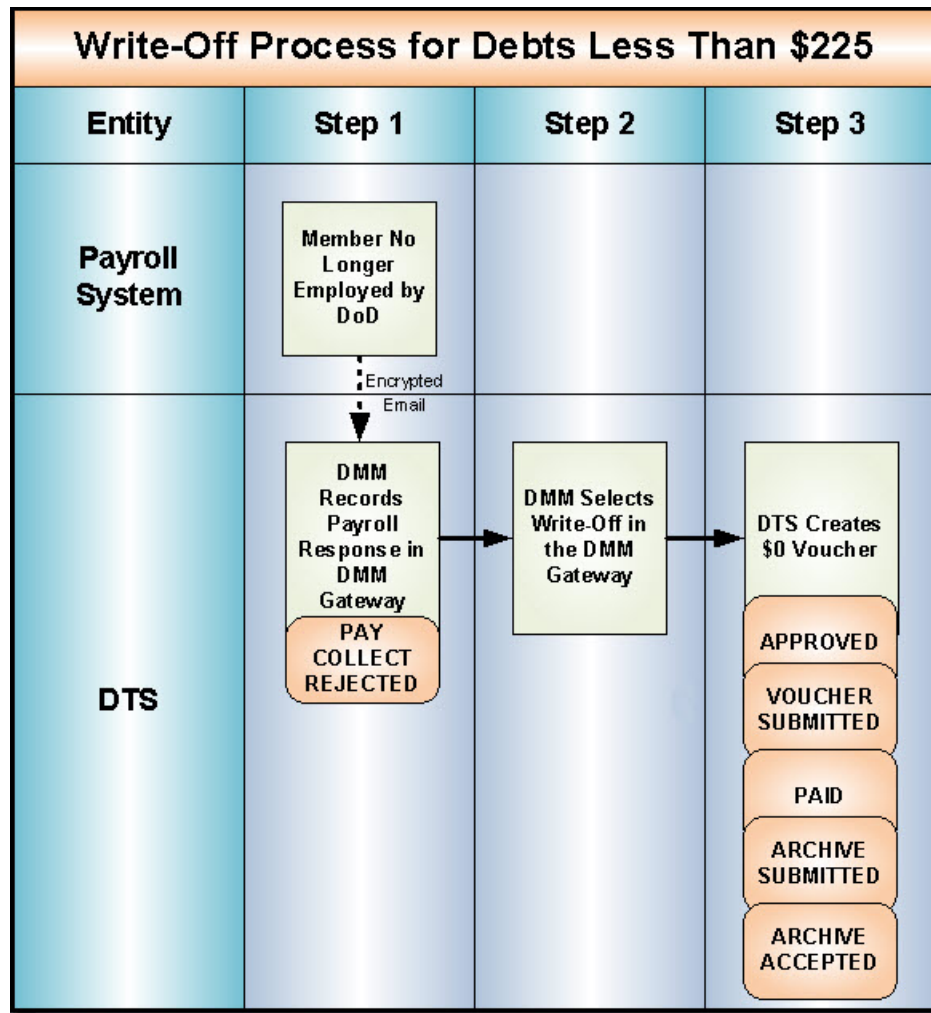 Write-Off Process for Debts Less Than $225
Entity
Step 1
Step 2
Step 3
Payroll
System
Member No
Longer
Employed by
DoD
Encrypted
Email
DTS
DMM
Records
Payroll
Response in
DMM
Gateway
PAY
COLLECT
REJECTED
DMM Selects
Write-Off in
the DMM
Gateway
DTS Creates
$0 Voucher
APPROVED
VOUCHER
SUBMITTED
PAID
ARCHIVE
SUBMITTED
ARCHIVE
ACCEPTED